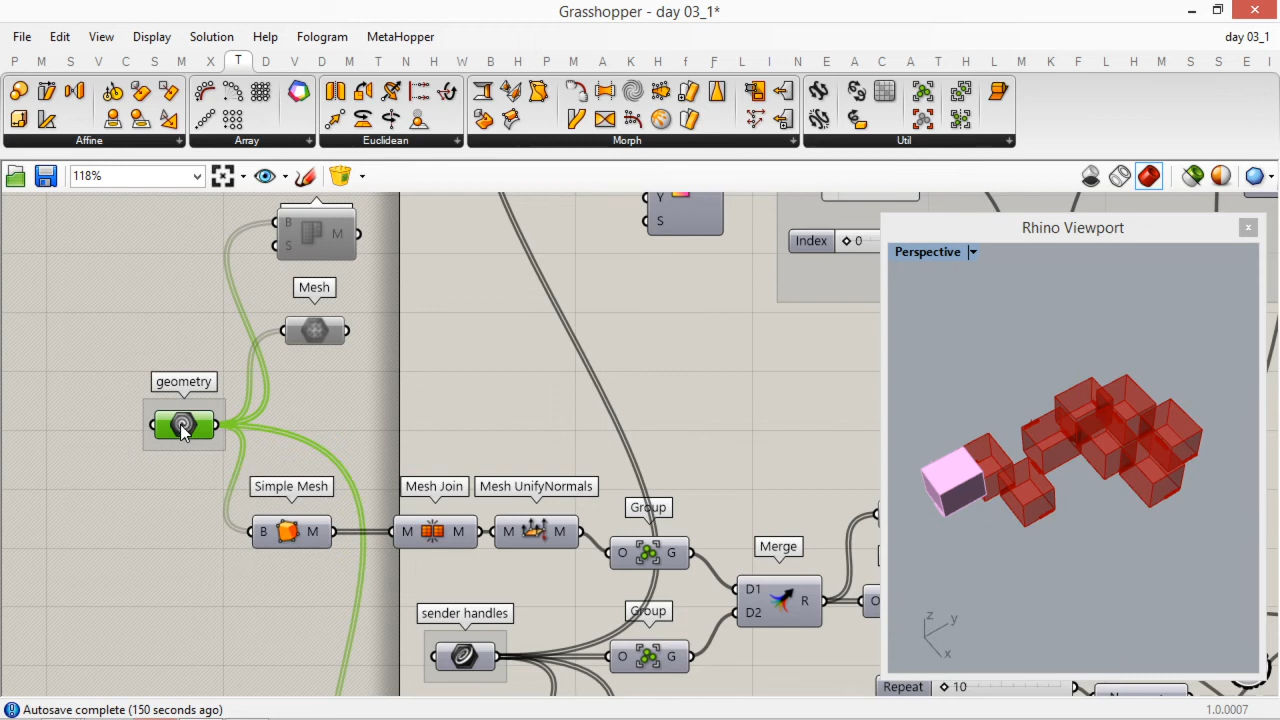 Grasshopper - day 03_1*
File Edit View Display Solution Help Fologram MetaHopper day 03_1
P M S V C S M X T D V T M T K N H W B P M A K H f F M L I N E A C A D T M V S S E I
Affine Array Euclidean Morph Util
118%
B M
S
Y
S
Index 0
Rhino Viewport
Perspective
Mesh
geometry
Simple Mesh Mesh Join Mesh UnifyNormals
Group
B M M M M M
O G
Merge
D1 R
D2
O
sender handles Group
O G
z y
x
Repeat 10
Autosave complete (150 seconds ago) 1.0.0007